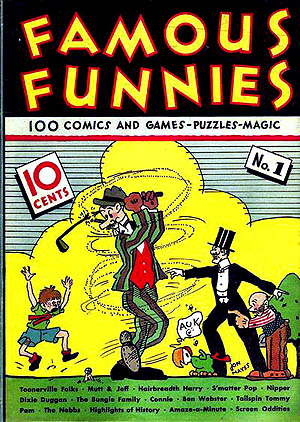 FAMOUS
FUNNIES
100 COMICS AND GAMES-PUZZLES-MAGIC
10
CENTS
No. 1
AUK
JON
MAYES
Toonerville Folks · Mutt & Jeff · Hairbreadth Harry · S'matter Pop · Nipper
Dixie Duggan · The Bungle Family · Connie · Ben Webster · Tailspin Tommy
Pam · The Nebbs · Highlights of History · Amaze-a-Minute · Screen Oddities